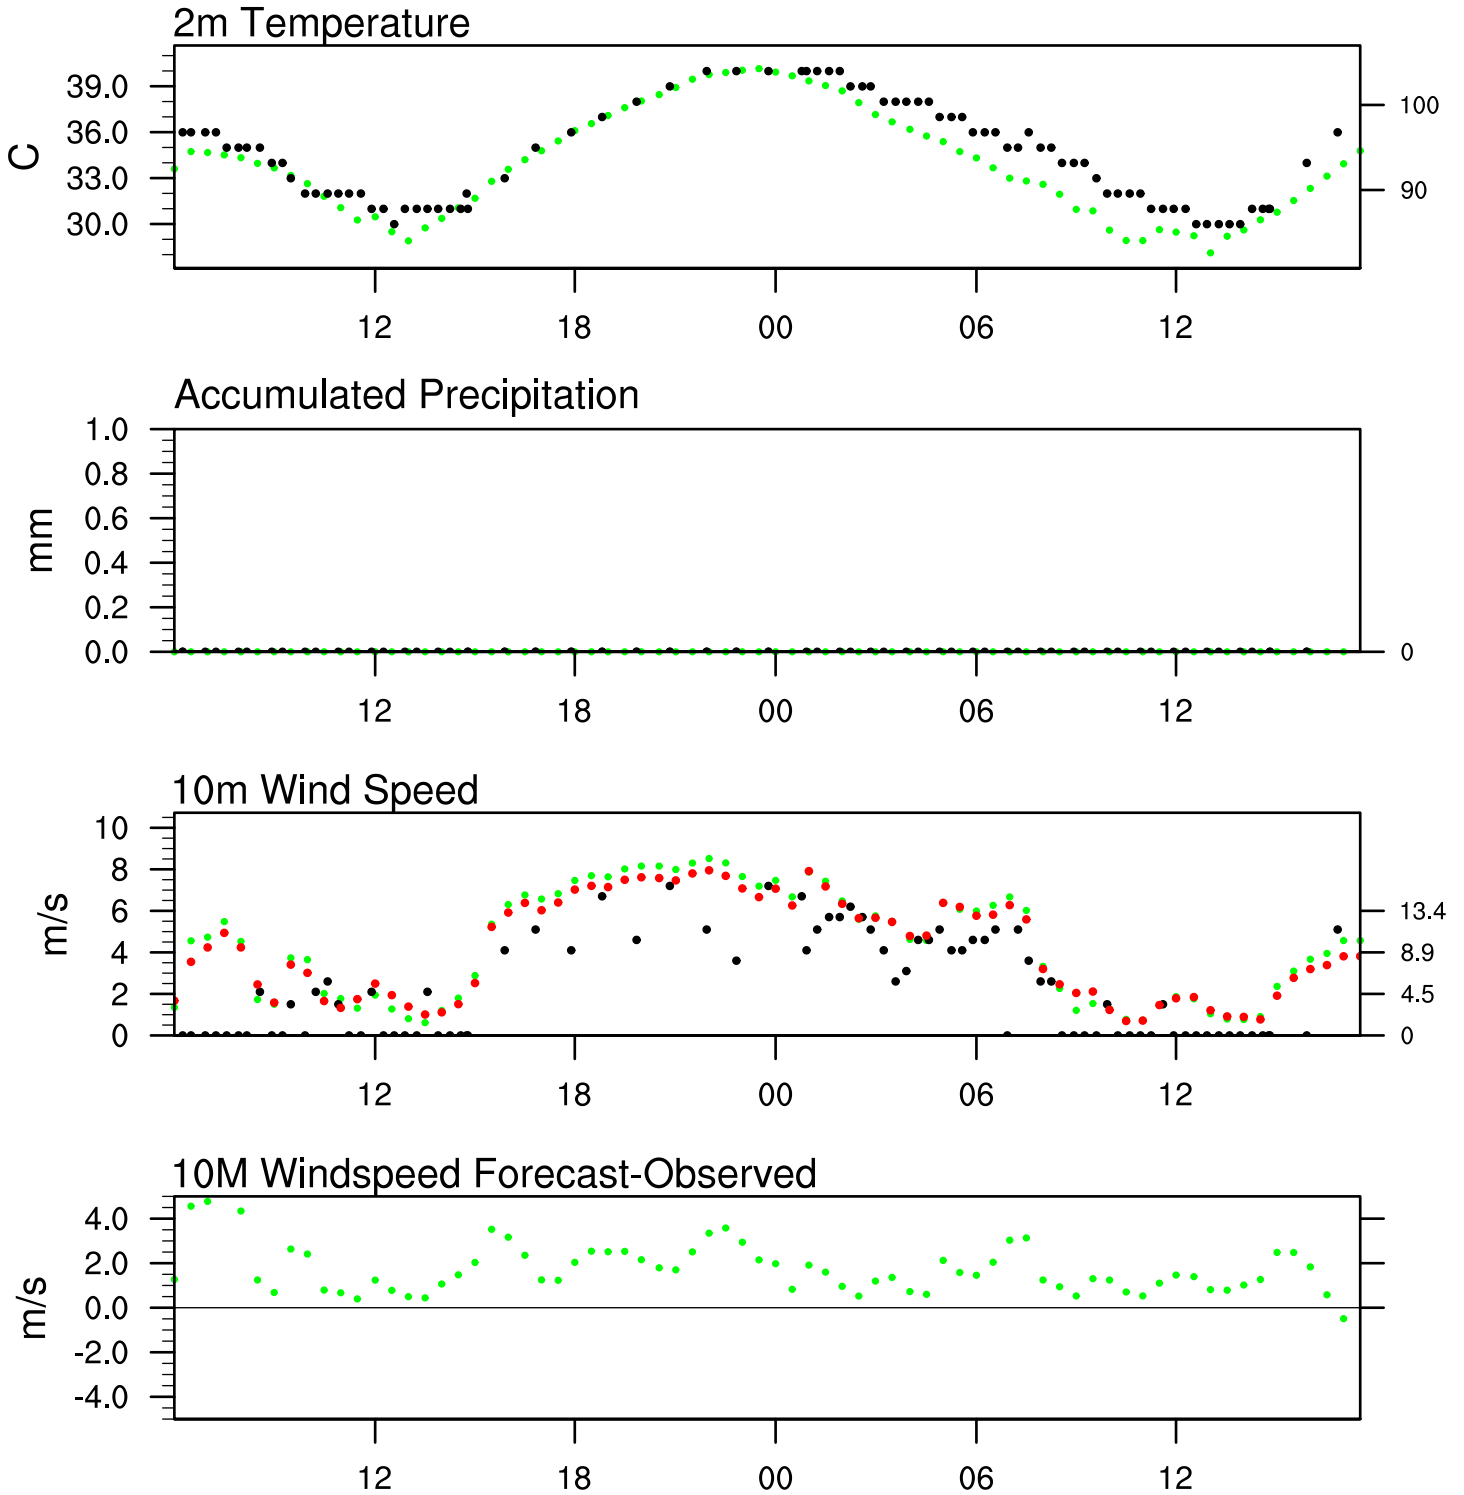 2m Temperature
39.0
36.0
33.0
30.0
C
100
90
12 18 00 06 12
Accumulated Precipitation
1.0
0.8
0.6
0.4
0.2
0.0
mm
0
12 18 00 06 12
10m Wind Speed
10
8
6
4
2
0
m/s
13.4
8.9
4.5
0
12 18 00 06 12
10M Windspeed Forecast-Observed
4.0
2.0
0.0
-2.0
-4.0
m/s
12 18 00 06 12